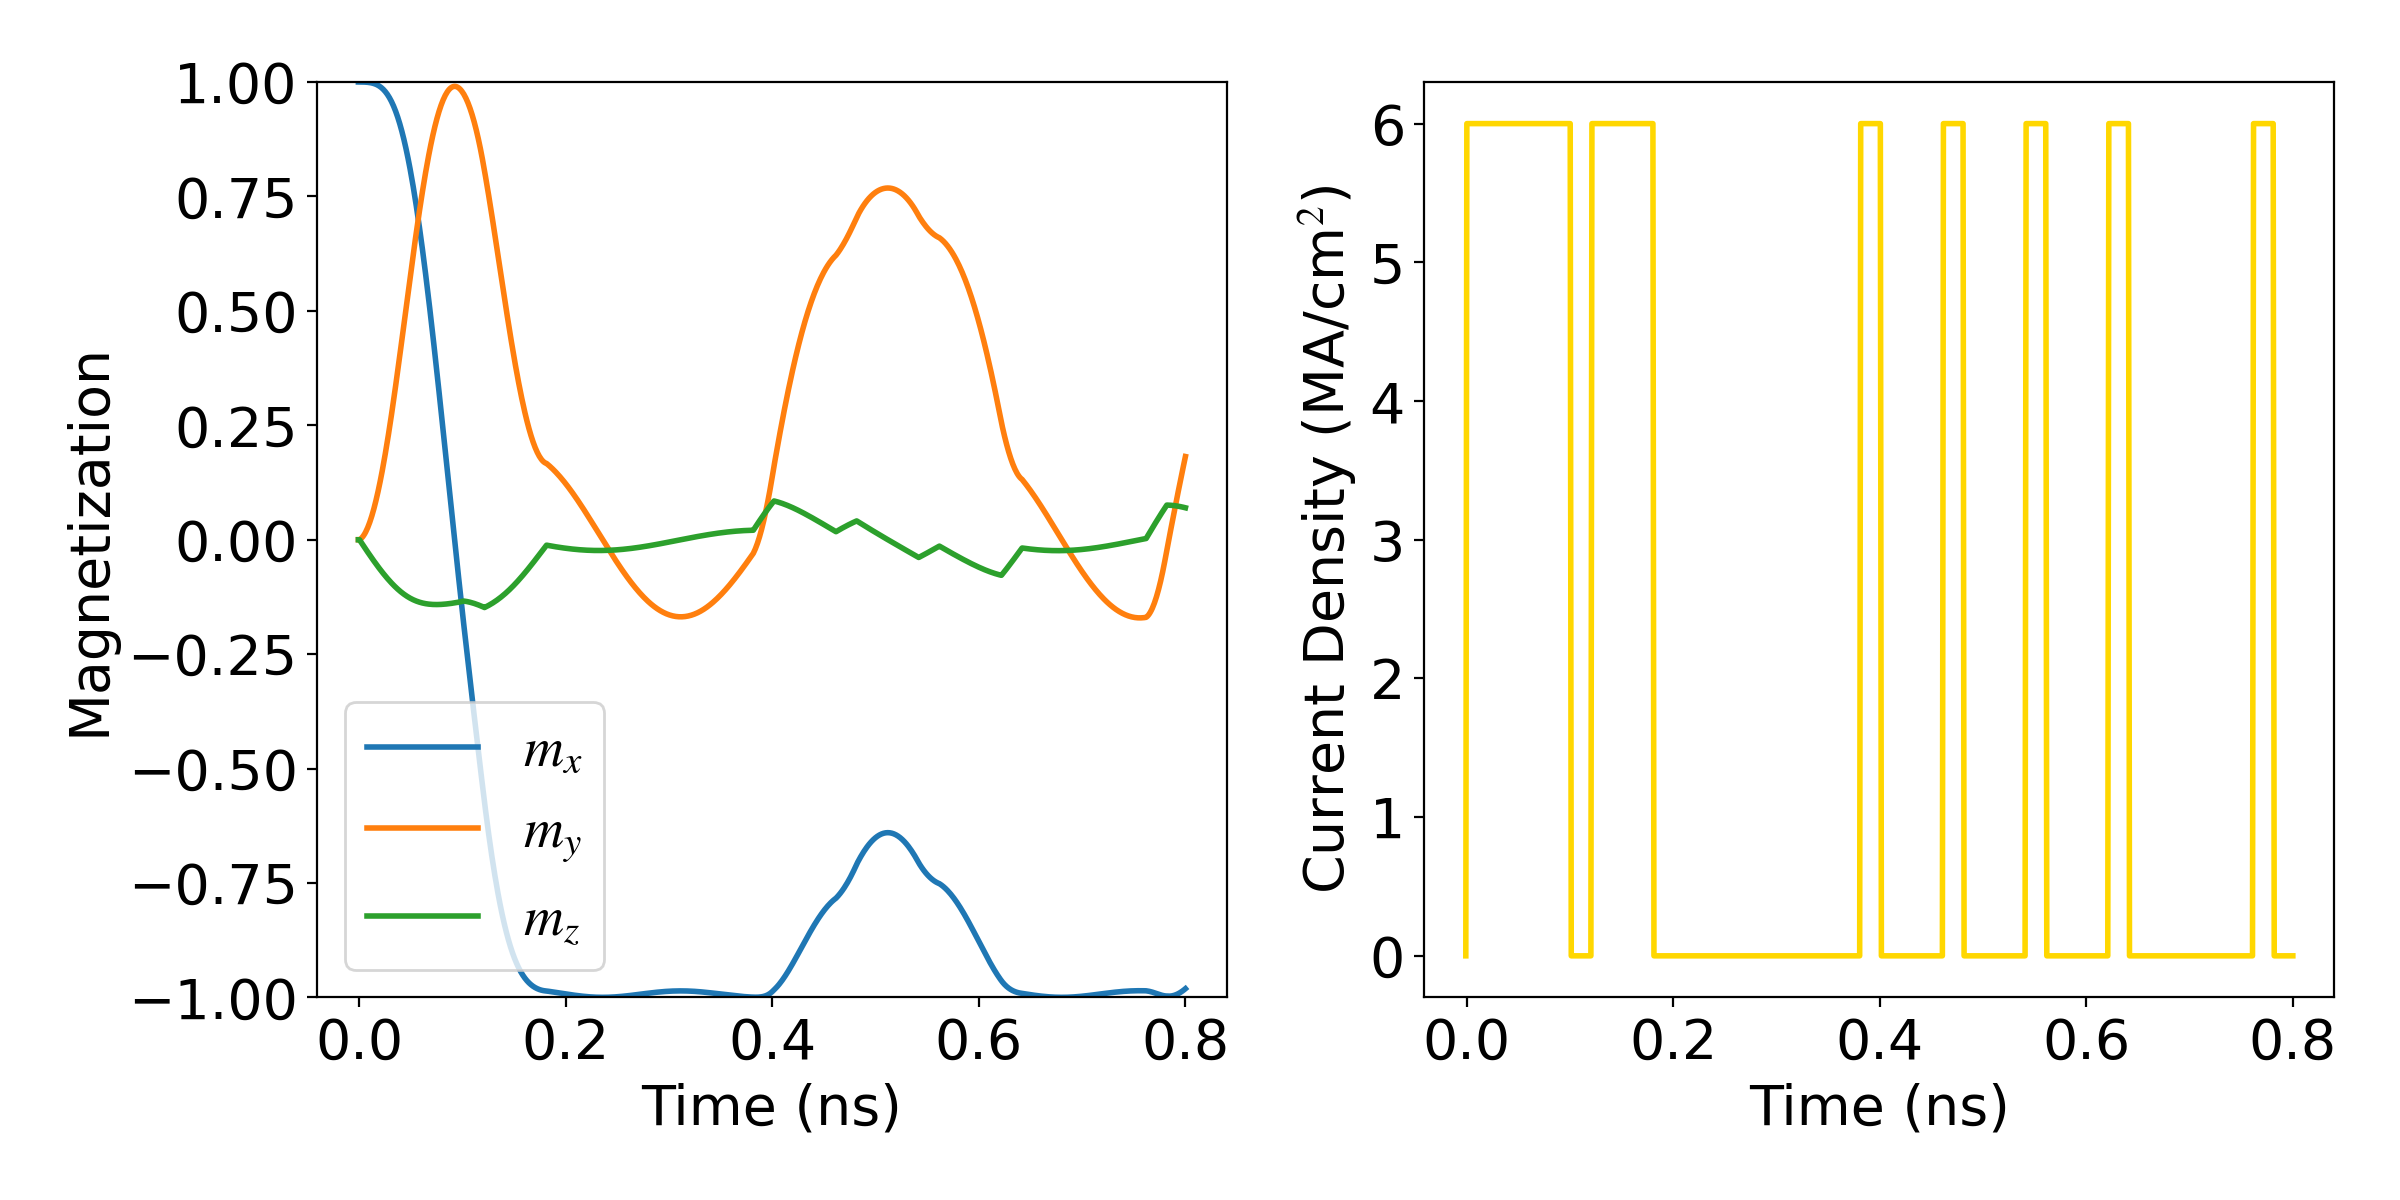 Magnetization
1.00
0.75
0.50
0.25
0.00
−0.25
−0.50
−0.75
−1.00
m_x
m_y
m_z
0.0 0.2 0.4 0.6 0.8
Time (ns)
Current Density (MA/cm²)
6
5
4
3
2
1
0
0.0 0.2 0.4 0.6 0.8
Time (ns)